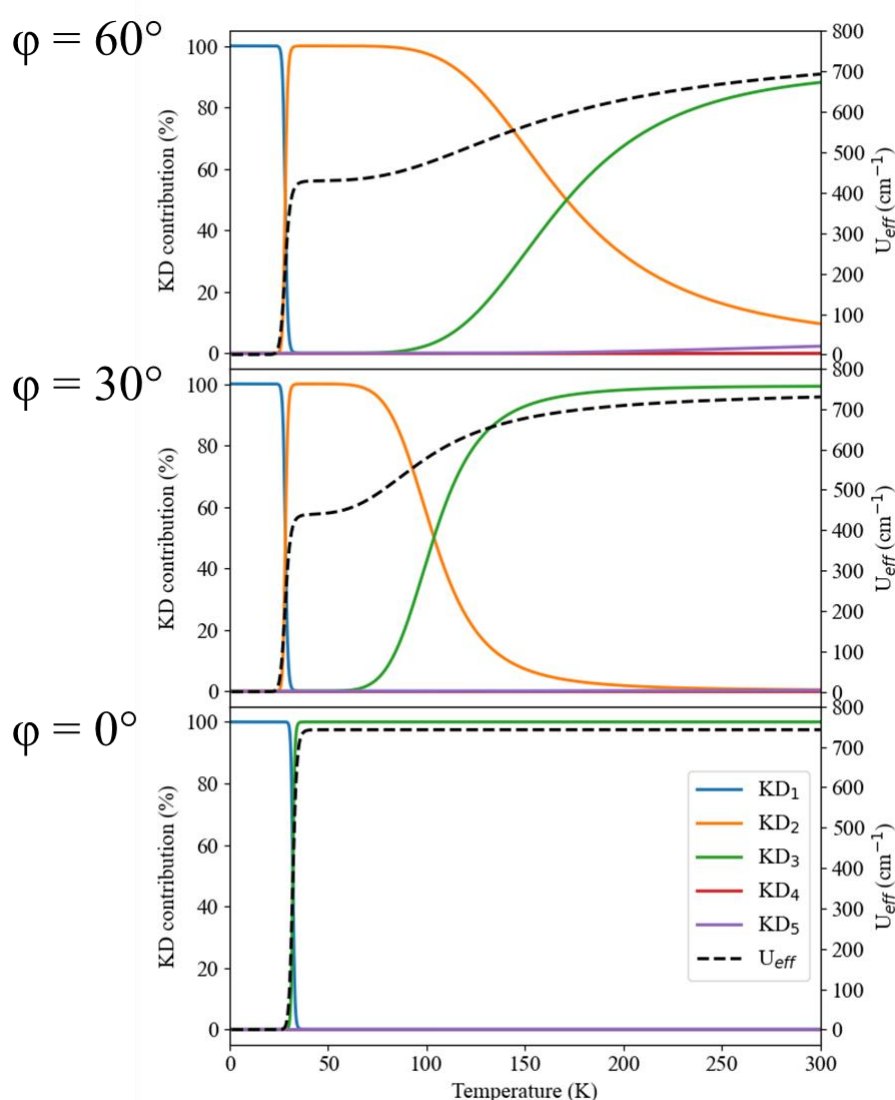 φ = 60°
KD contribution (%)
100
80
60
40
20
0
800
700
600
500
400
300
200
100
0
U_eff (cm⁻¹)
φ = 30°
KD contribution (%)
100
80
60
40
20
0
800
700
600
500
400
300
200
100
0
U_eff (cm⁻¹)
φ = 0°
KD contribution (%)
100
80
60
40
20
0
800
700
600
500
400
300
200
100
0
U_eff (cm⁻¹)
KD₁
KD₂
KD₃
KD₄
KD₅
U_eff
0 50 100 150 200 250 300
Temperature (K)